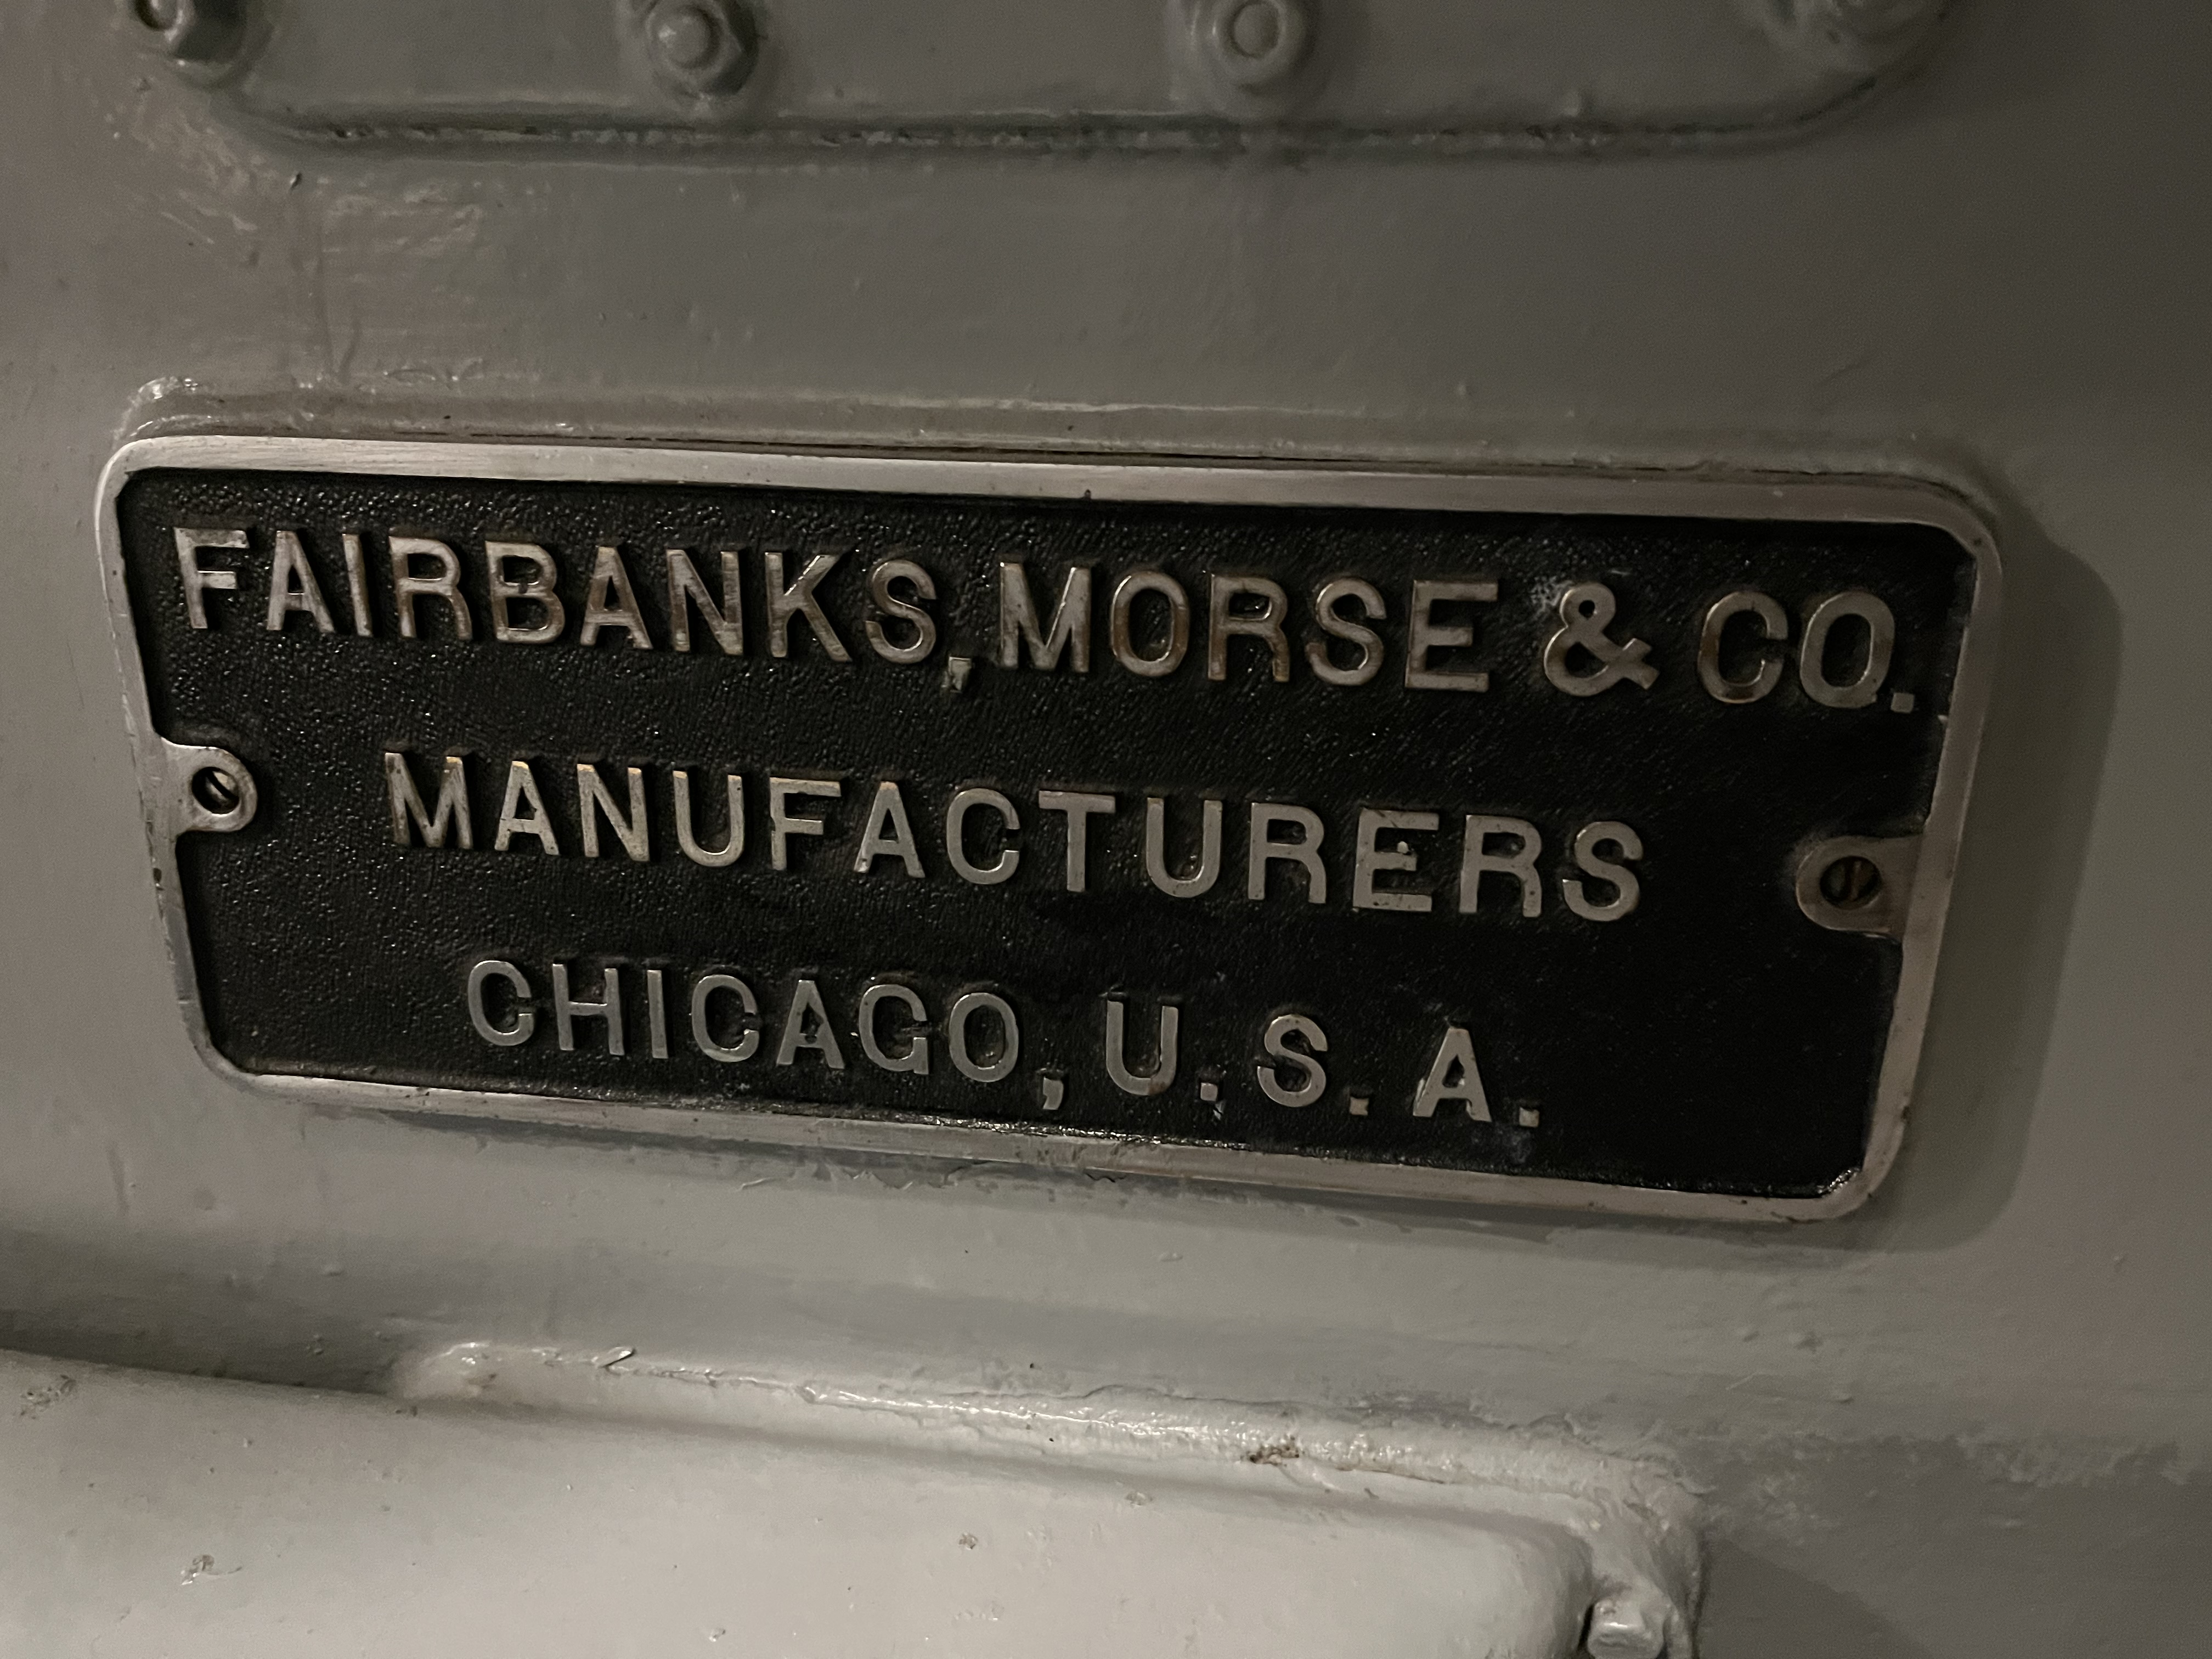 FAIRBANKS, MORSE & CO.
MANUFACTURERS
CHICAGO, U.S.A.